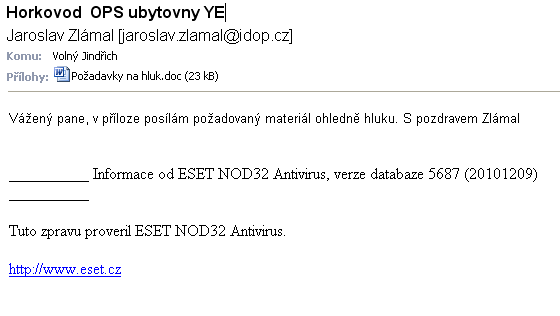 Horkovod  OPS ubytovny YE
Jaroslav Zlámal [jaroslav.zlamal@idop.cz]
Komu: Volný Jindřich
Přílohy: Požadavky na hluk.doc (23 kB)
Vážený pane, v příloze posílám požadovaný materiál ohledně hluku. S pozdravem Zlámal
__________ Informace od ESET NOD32 Antivirus, verze databaze 5687 (20101209)
__________
Tuto zpravu proveril ESET NOD32 Antivirus.
http://www.eset.cz